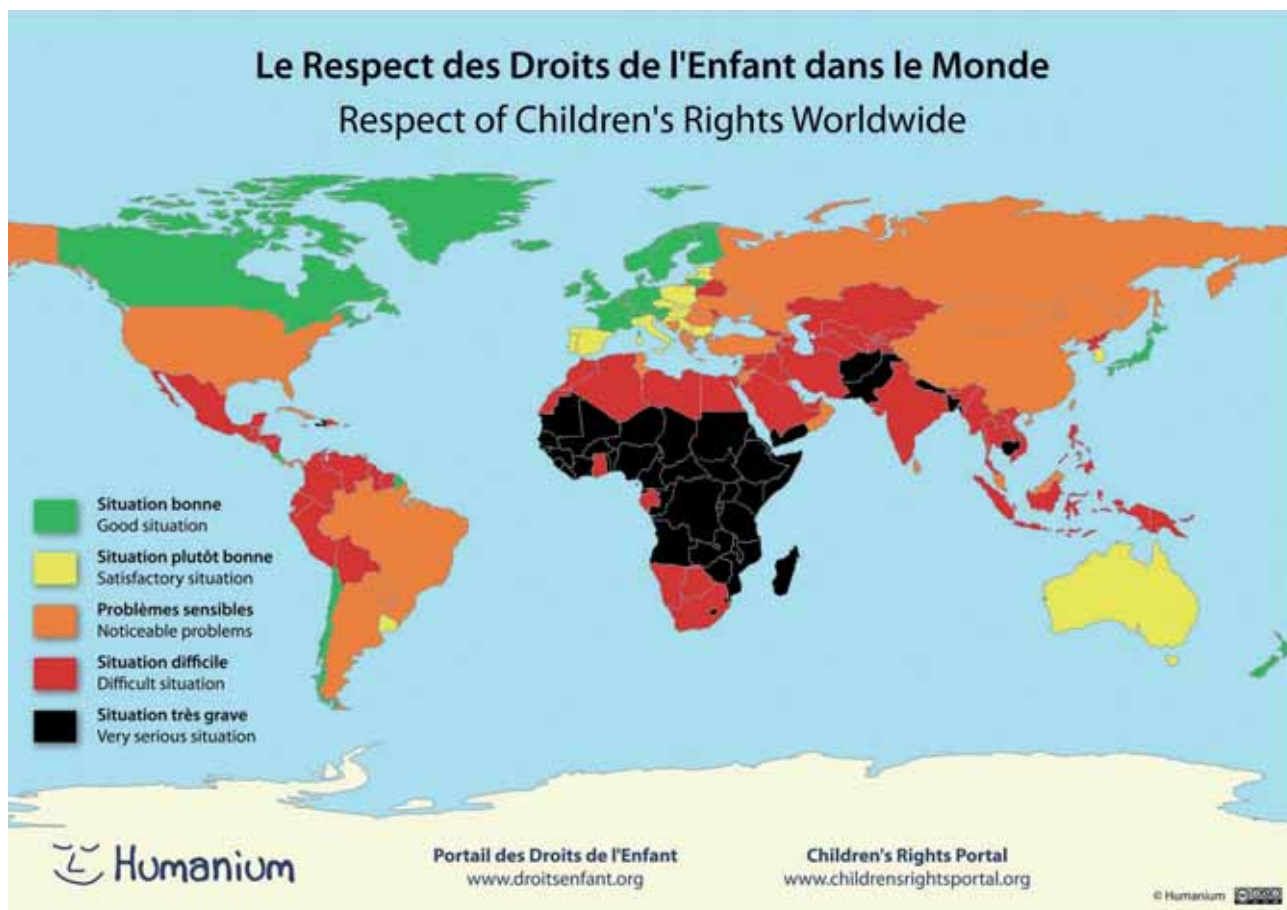 Le Respect des Droits de l'Enfant dans le Monde
Respect of Children's Rights Worldwide
Situation bonne
Good situation
Situation plutôt bonne
Satisfactory situation
Problèmes sensibles
Noticeable problems
Situation difficile
Difficult situation
Situation très grave
Very serious situation
Humanium
Portail des Droits de l'Enfant
www.droitsenfant.org
Children's Rights Portal
www.childrensrightsportal.org
© Humanium